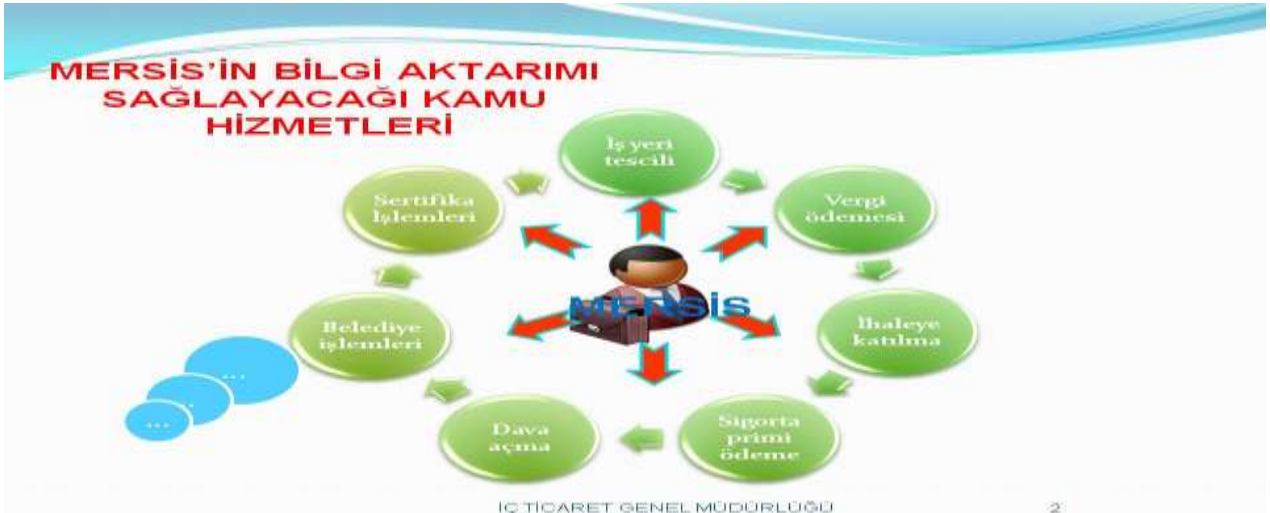 MERSİS'İN BİLGİ AKTARIMI
SAĞLAYACAĞI KAMU
HİZMETLERİ
İş yeri
tescili
Vergi
ödemesi
İhaleye
katılma
Sigorta
primi
ödeme
Dava
açma
Belediye
işlemleri
Sertifika
İşlemleri
MERSİS
...
...
...
İÇ TİCARET GENEL MÜDÜRLÜĞÜ
2